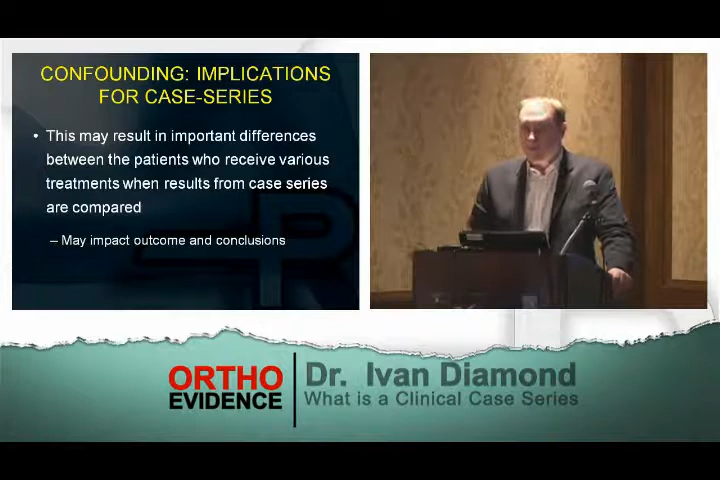 CONFOUNDING: IMPLICATIONS
FOR CASE-SERIES
• This may result in important differences
between the patients who receive various
treatments when results from case series
are compared
– May impact outcome and conclusions
ORTHO
EVIDENCE
Dr. Ivan Diamond
What is a Clinical Case Series